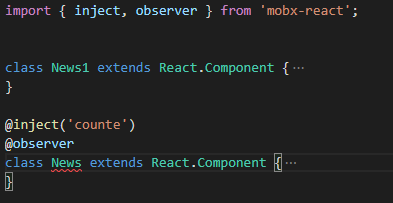 import { inject, observer } from 'mobx-react';
class News1 extends React.Component {···
}
@inject('counte')
@observer
class News extends React.Component {···
}